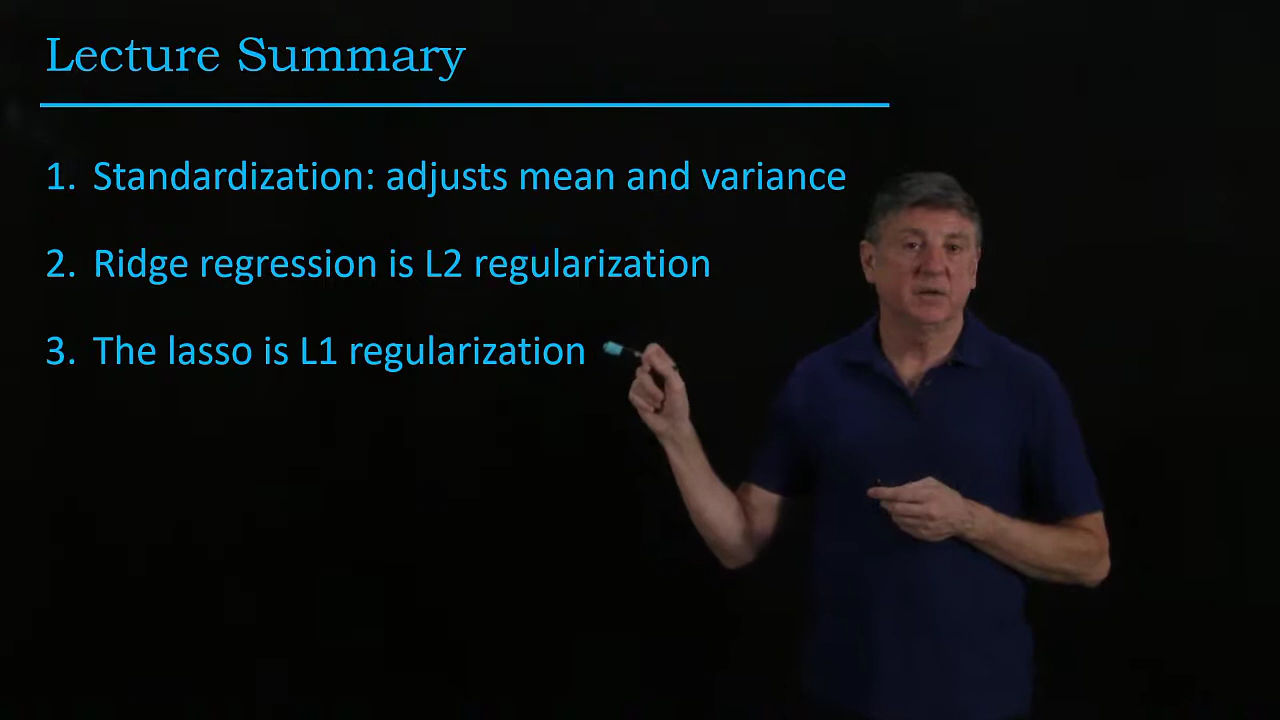 Lecture Summary
1. Standardization: adjusts mean and variance
2. Ridge regression is L2 regularization
3. The lasso is L1 regularization